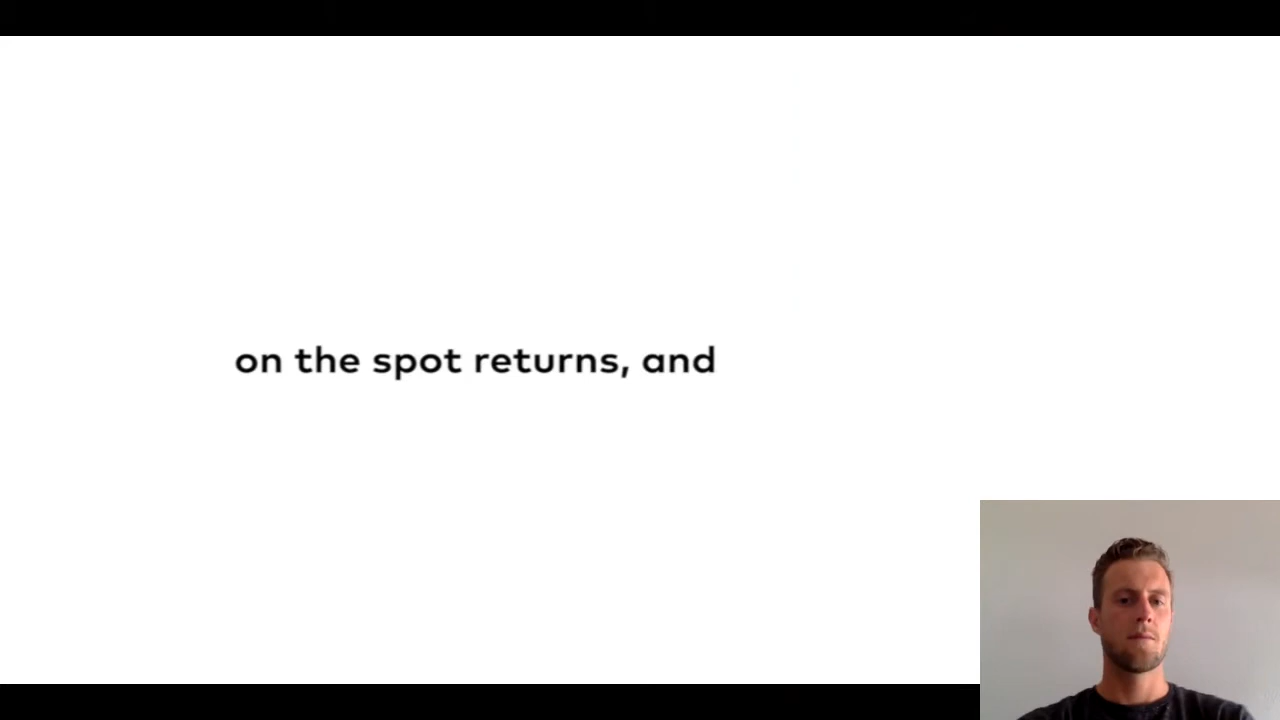 on the spot returns, and